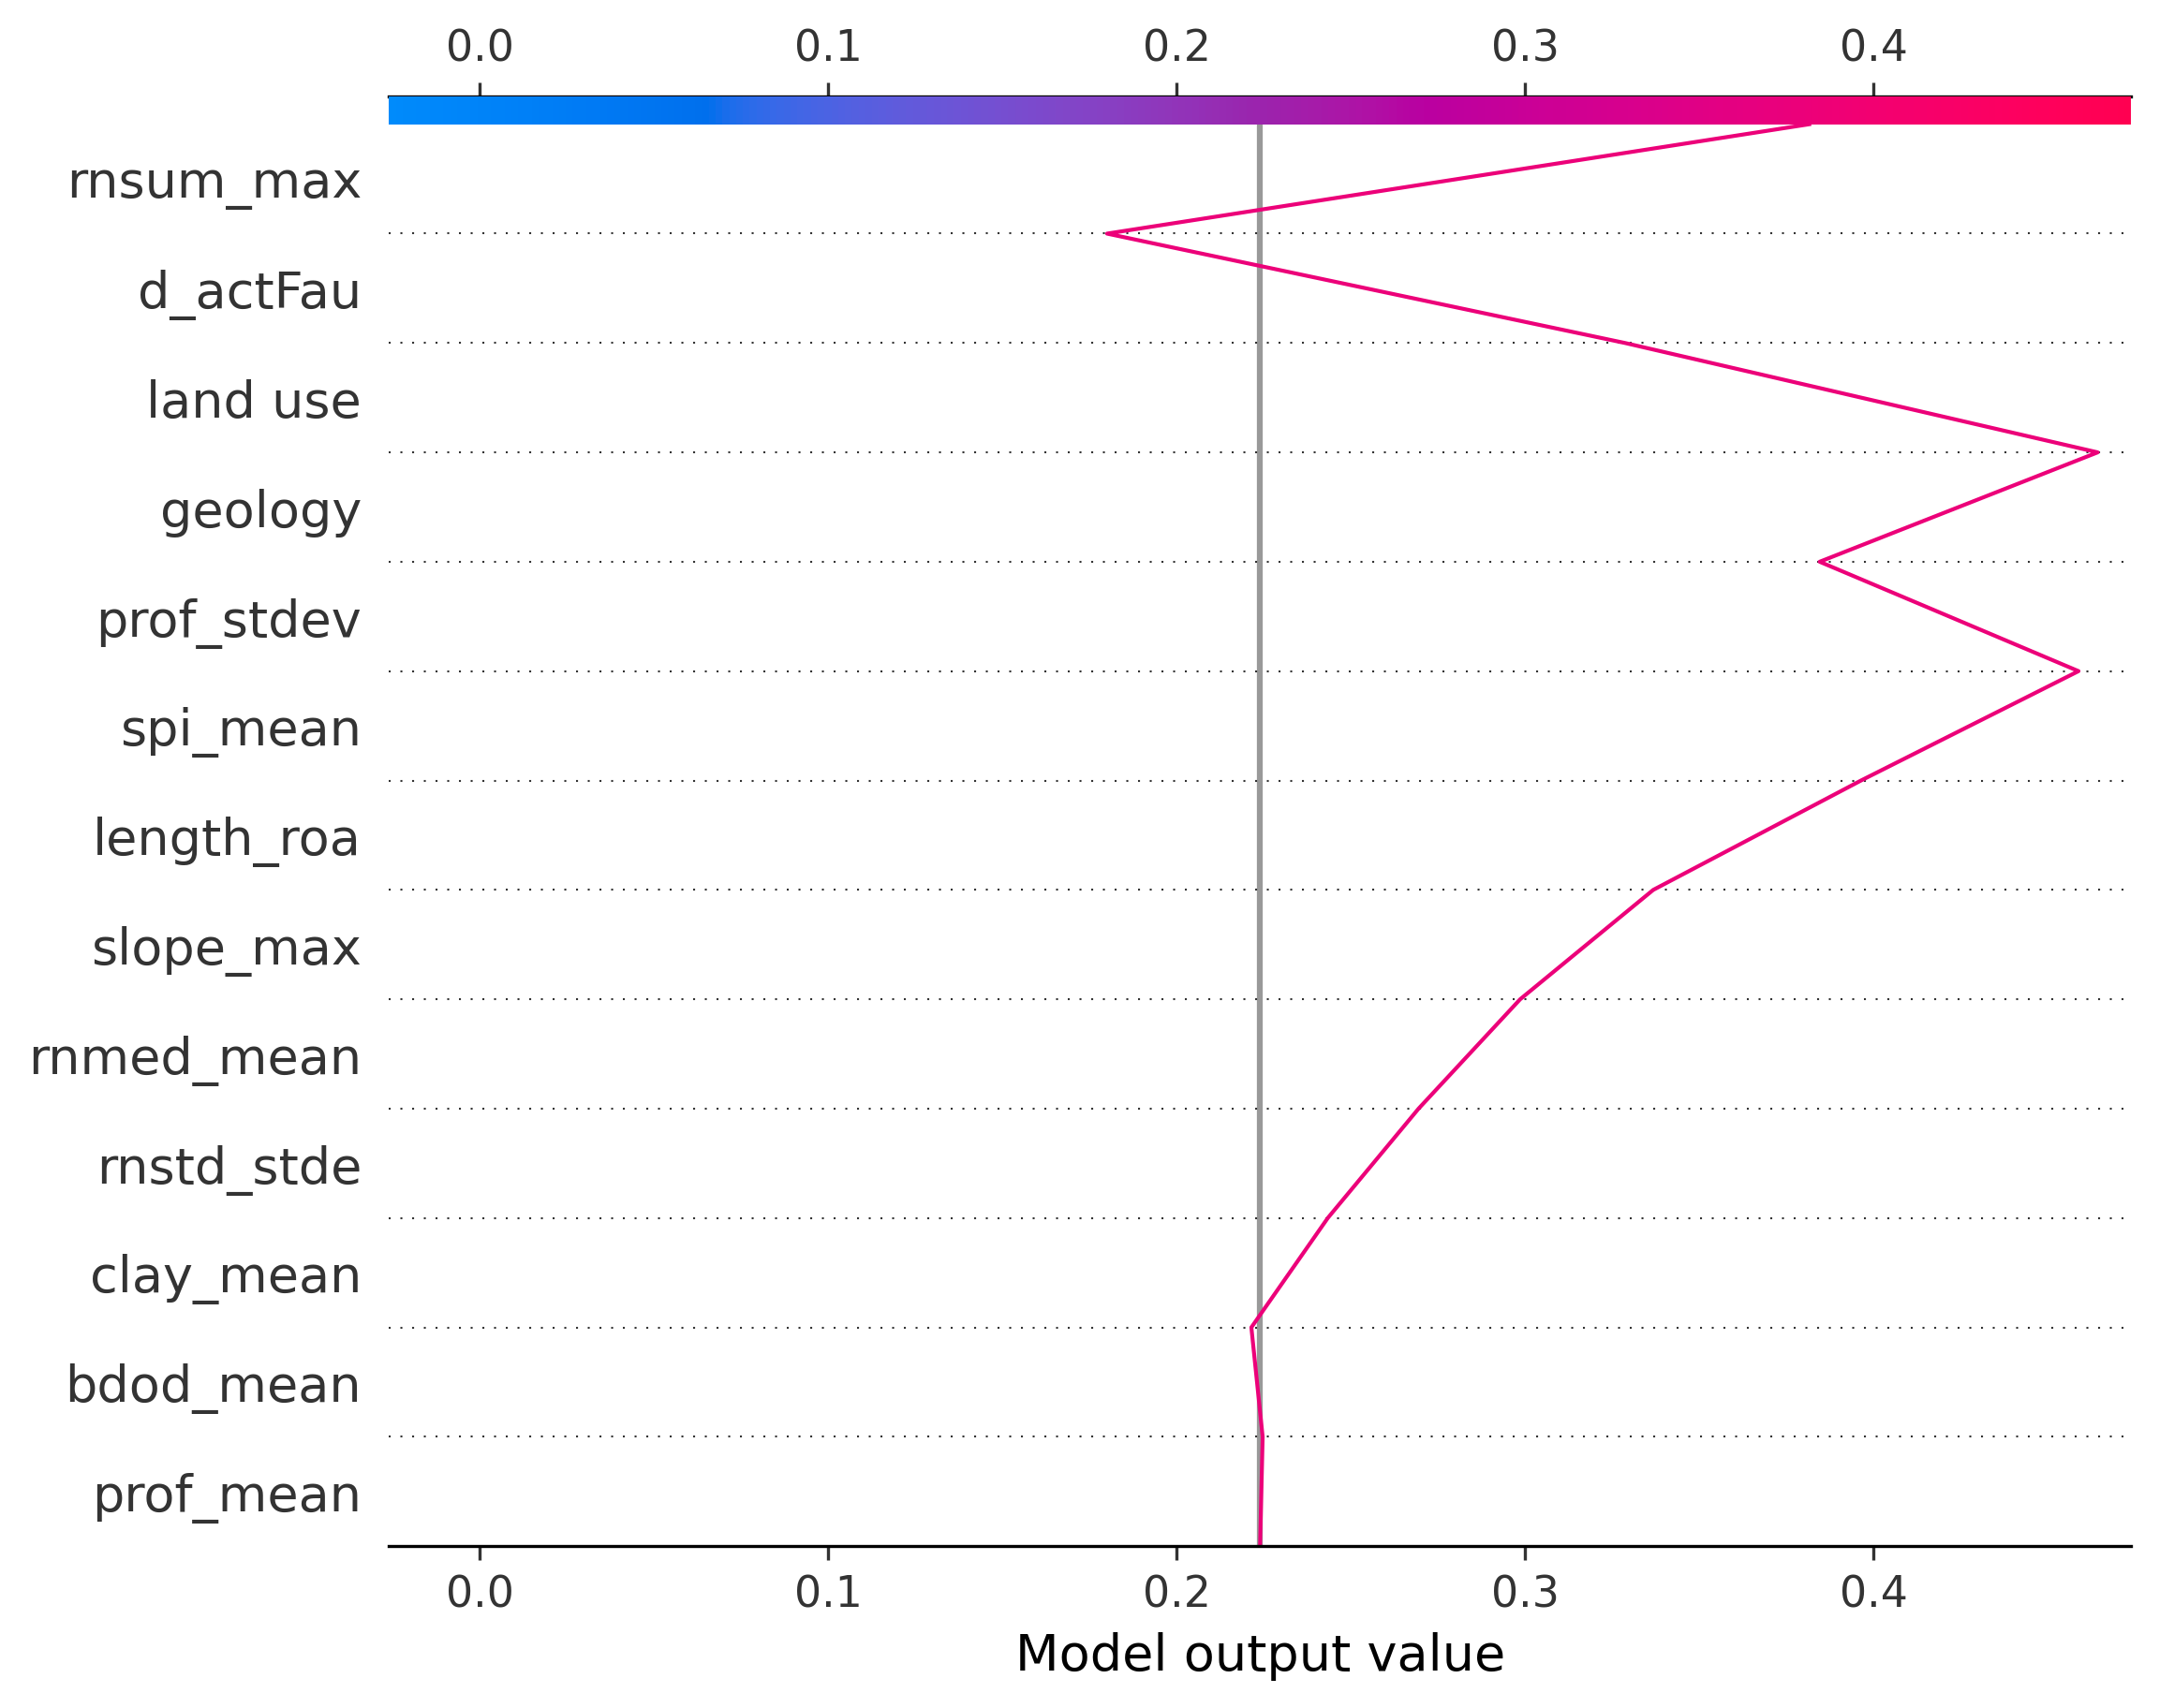 0.0 0.1 0.2 0.3 0.4
rnsum_max
d_actFau
land use
geology
prof_stdev
spi_mean
length_roa
slope_max
rnmed_mean
rnstd_stde
clay_mean
bdod_mean
prof_mean
0.0 0.1 0.2 0.3 0.4
Model output value